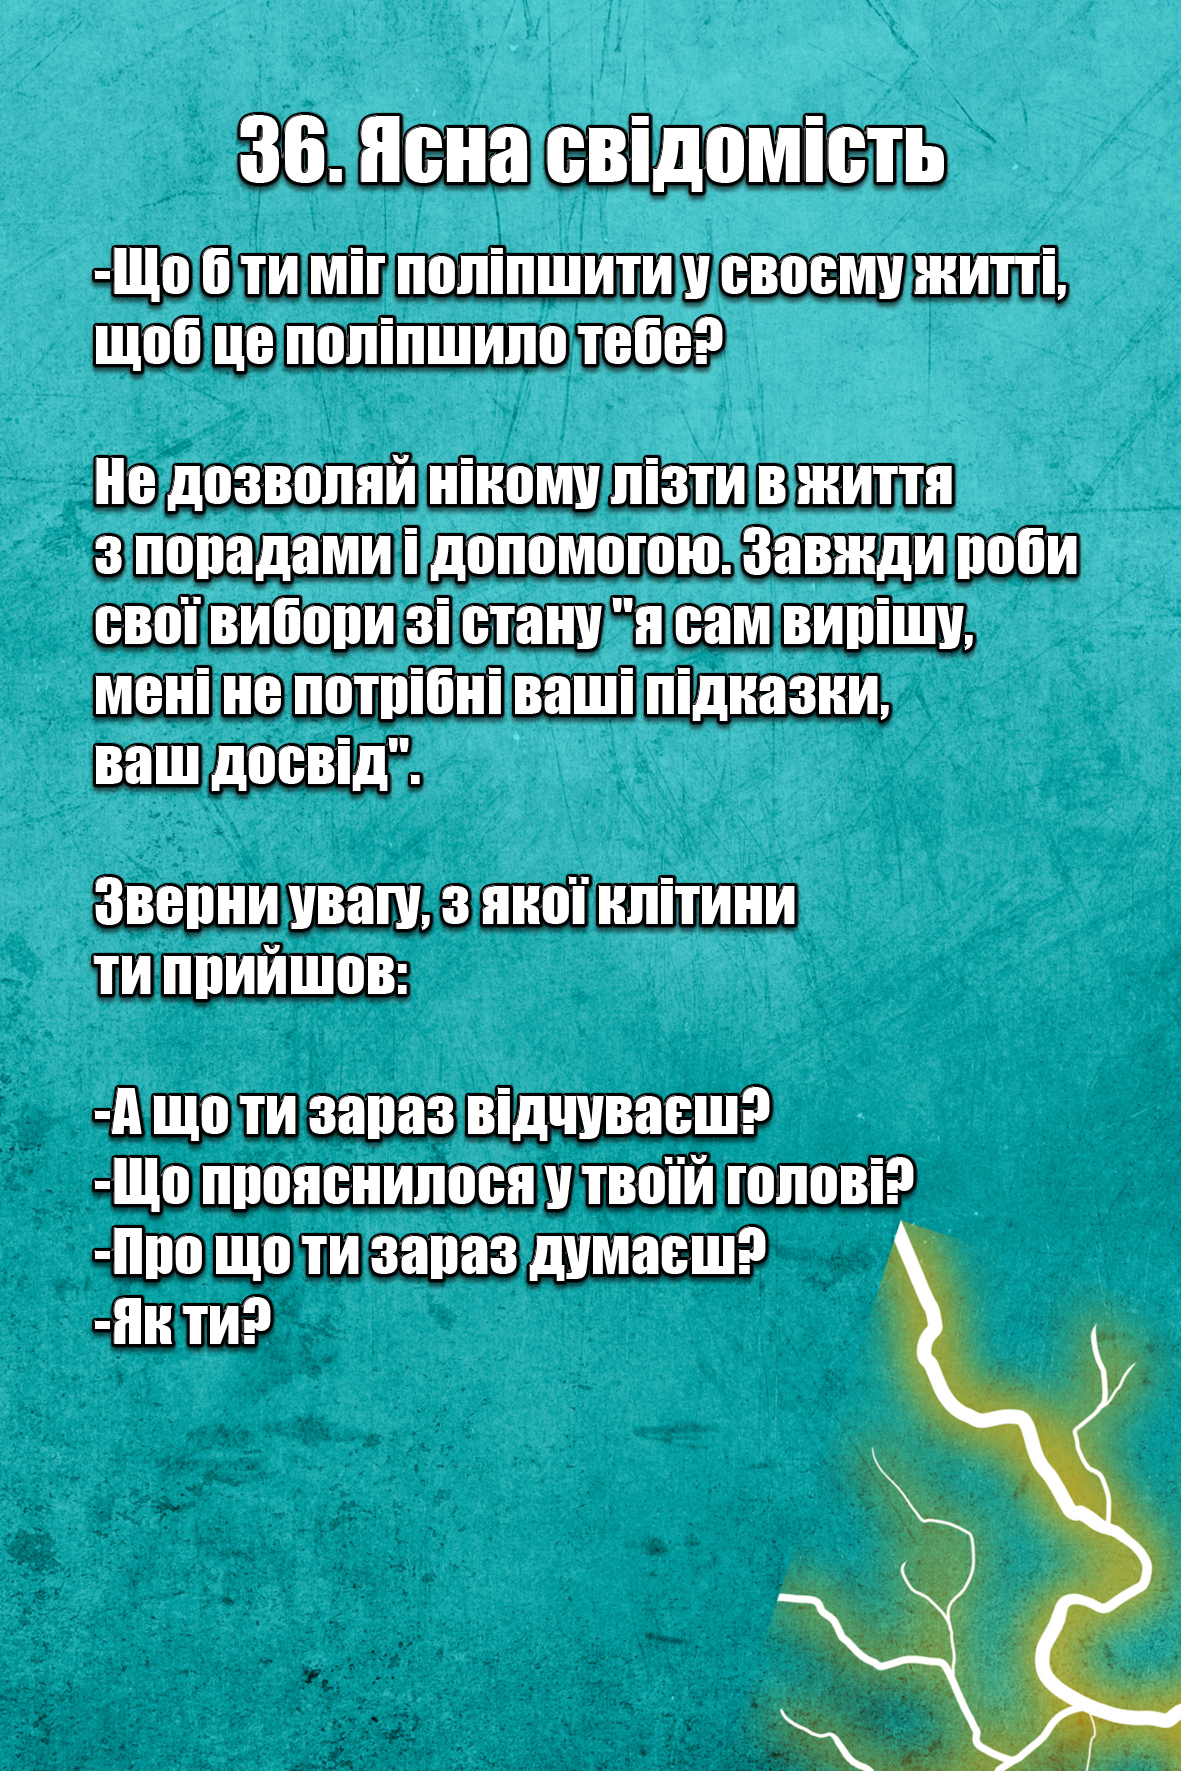 36. Ясна свідомість
-Що б ти міг поліпшити у своєму житті,
щоб це поліпшило тебе?
Не дозволяй нікому лізти в життя
з порадами і допомогою. Завжди роби
свої вибори зі стану "я сам вирішу,
мені не потрібні ваші підказки,
ваш досвід".
Зверни увагу, з якої клітини
ти прийшов:
-А що ти зараз відчуваєш?
-Що прояснилося у твоїй голові?
-Про що ти зараз думаєш?
-Як ти?